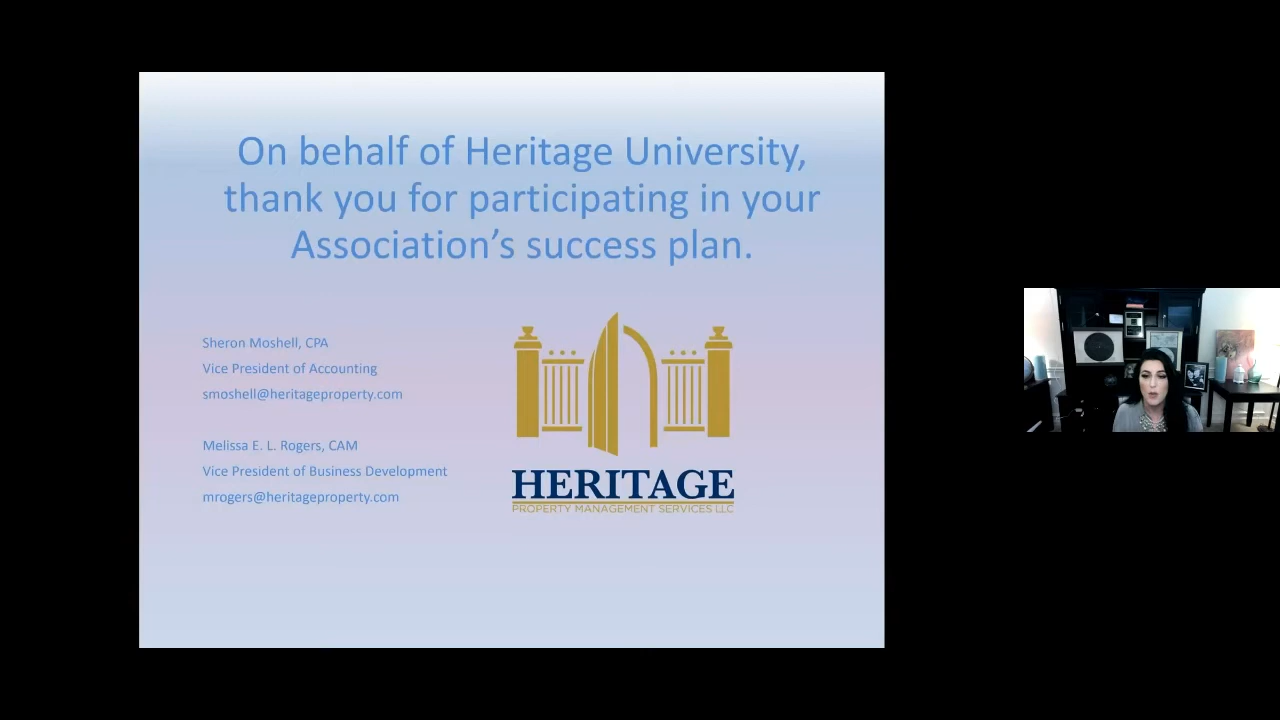 On behalf of Heritage University,
thank you for participating in your
Association's success plan.
Sheron Moshell, CPA
Vice President of Accounting
smoshell@heritageproperty.com
Melissa E. L. Rogers, CAM
Vice President of Business Development
mrogers@heritageproperty.com
HERITAGE
PROPERTY MANAGEMENT SERVICES LLC